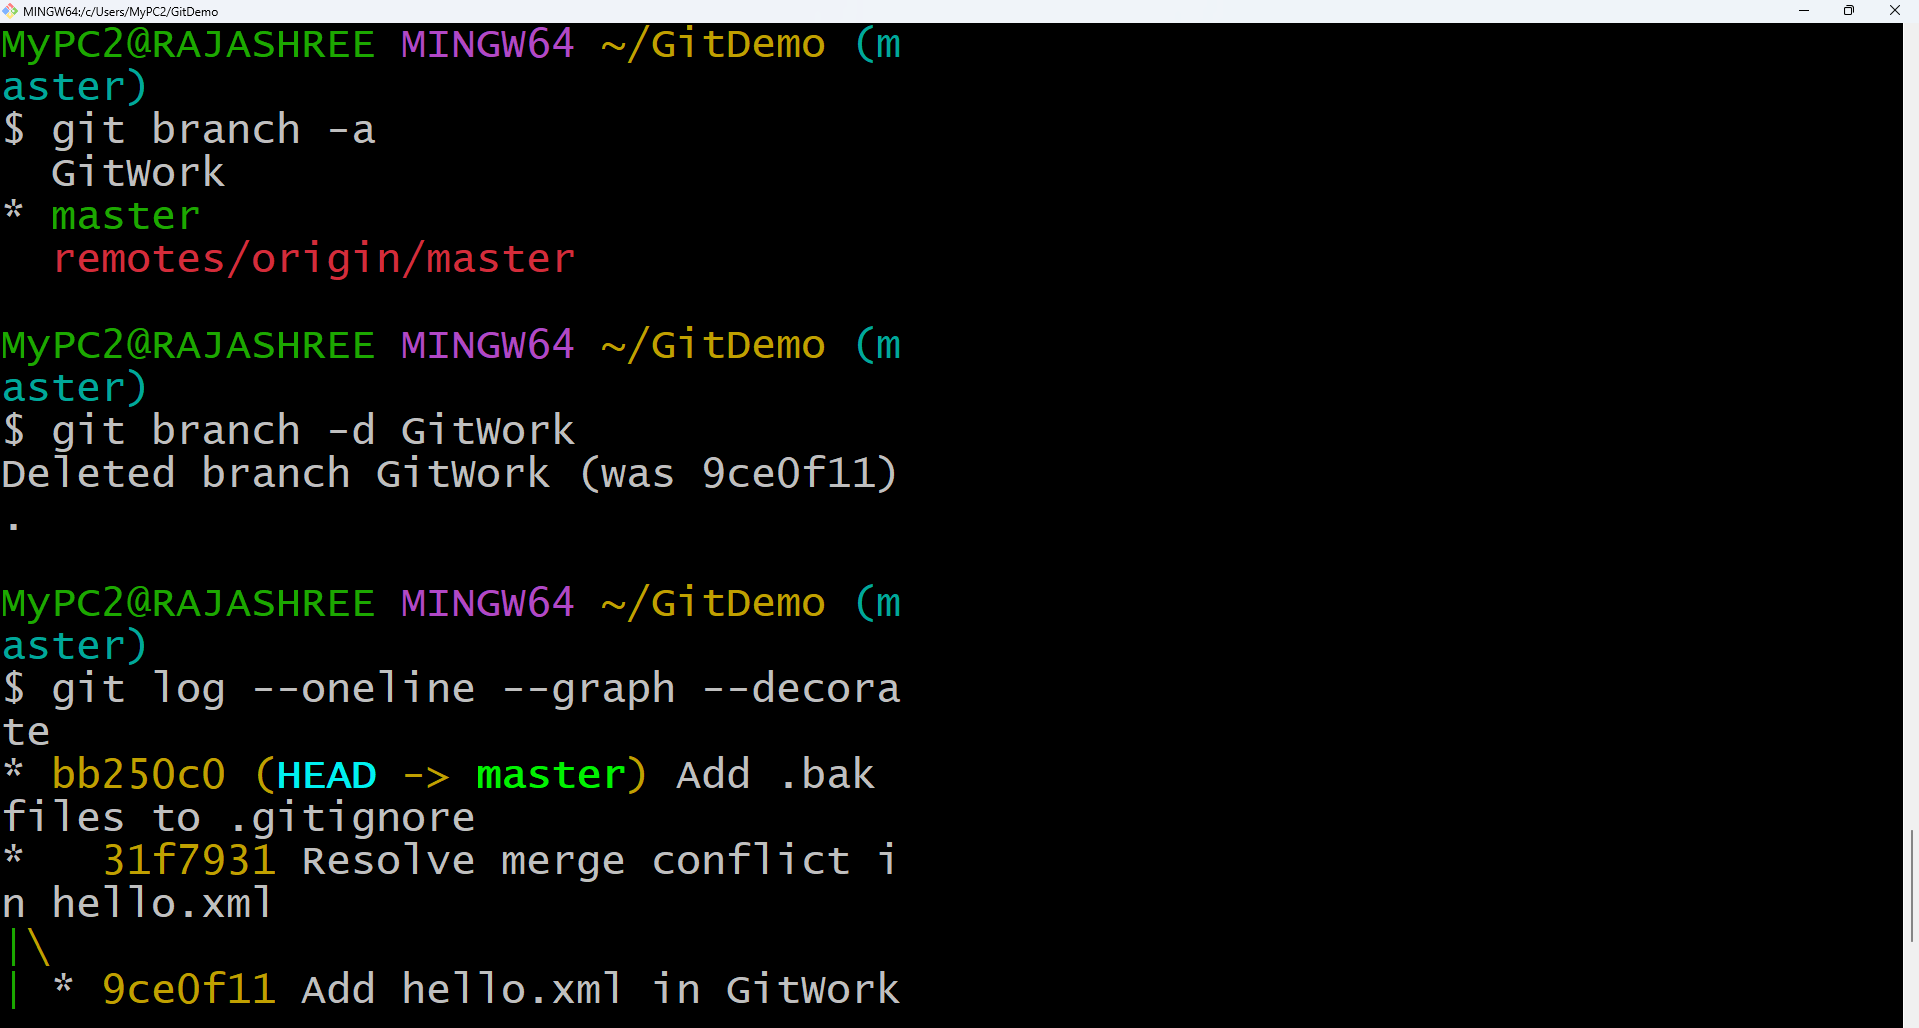 MINGW64:/c/Users/MyPC2/GitDemo
MyPC2@RAJASHREE MINGW64 ~/GitDemo (m
aster)
$ git branch -a
  GitWork
* master
  remotes/origin/master

MyPC2@RAJASHREE MINGW64 ~/GitDemo (m
aster)
$ git branch -d GitWork
Deleted branch GitWork (was 9ce0f11)
.

MyPC2@RAJASHREE MINGW64 ~/GitDemo (m
aster)
$ git log --oneline --graph --decora
te
* bb250c0 (HEAD -> master) Add .bak
files to .gitignore
*   31f7931 Resolve merge conflict i
n hello.xml
|\
| * 9ce0f11 Add hello.xml in GitWork